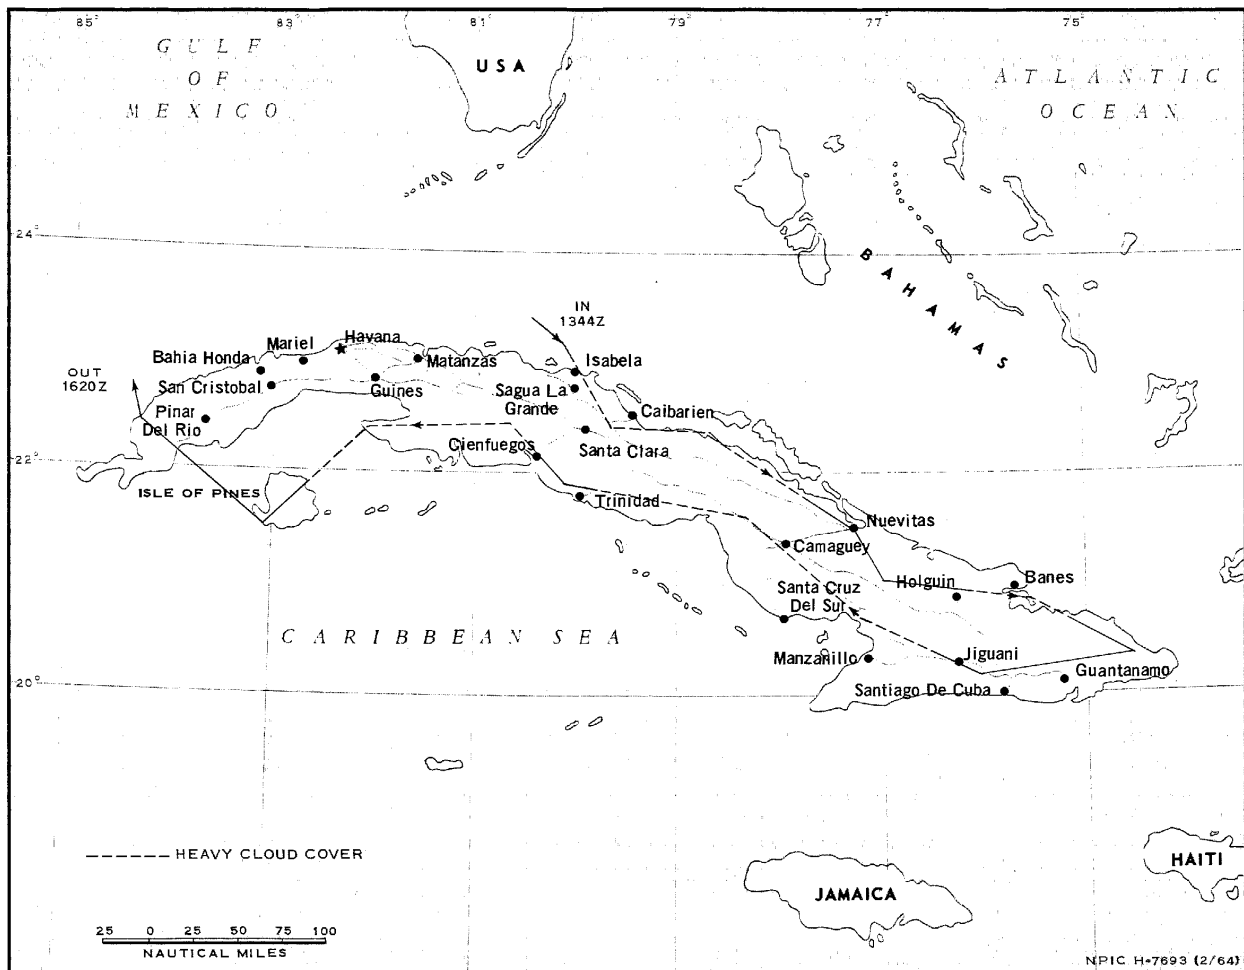 85°
83°
81°
79°
77°
75°
GULF
OF
MEXICO
USA
ATLANTIC
OCEAN
24°
BAHAMAS
IN
1344Z
Havana
Mariel
Bahia Honda
Matanzas
Isabela
OUT
1620Z
San Cristobal
Guines
Sagua La
Grande
Caibarien
Pinar
Del Rio
Cienfuegos
Santa Clara
22°
ISLE OF PINES
Trinidad
Nuevitas
Camaguey
Holguin
Banes
Santa Cruz
Del Sur
CARIBBEAN SEA
Manzanillo
Jiguani
Guantanamo
20°
Santiago De Cuba
HEAVY CLOUD COVER
HAITI
JAMAICA
25 0 25 50 75 100
NAUTICAL MILES
NPIC H-7693 (2/64)